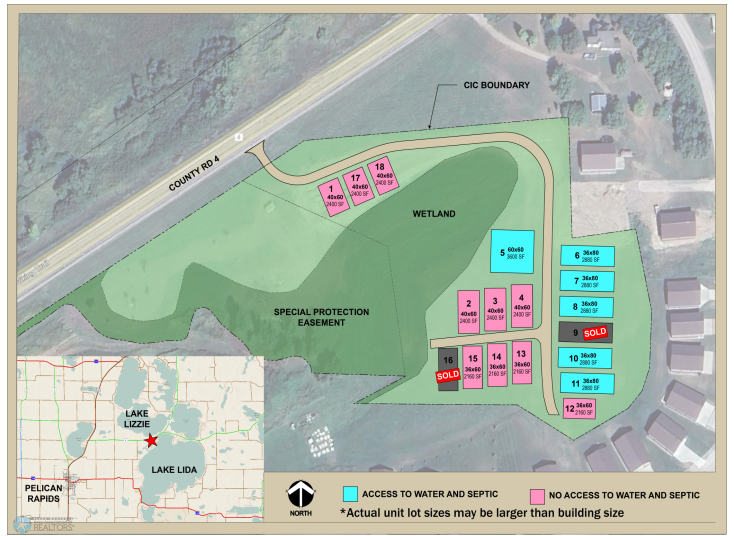 CIC BOUNDARY
4
COUNTY RD 4
18
40x60
2400 SF
17
40x60
2400 SF
1
40x60
2400 SF
WETLAND
5 60x60
3600 SF
6 36x80
2880 SF
7 36x80
2880 SF
8 36x80
2880 SF
9 SOLD
10 36x80
2880 SF
11 36x80
2880 SF
12 36x60
2160 SF
2
40x60
2400 SF
3
40x60
2400 SF
4
40x60
2400 SF
SPECIAL PROTECTION
EASEMENT
16
SOLD
15
36x60
2160 SF
14
36x60
2160 SF
13
36x60
2160 SF
LAKE
LIZZIE
LAKE LIDA
PELICAN
RAPIDS
REALTORS
NORTH
ACCESS TO WATER AND SEPTIC
NO ACCESS TO WATER AND SEPTIC
*Actual unit lot sizes may be larger than building size